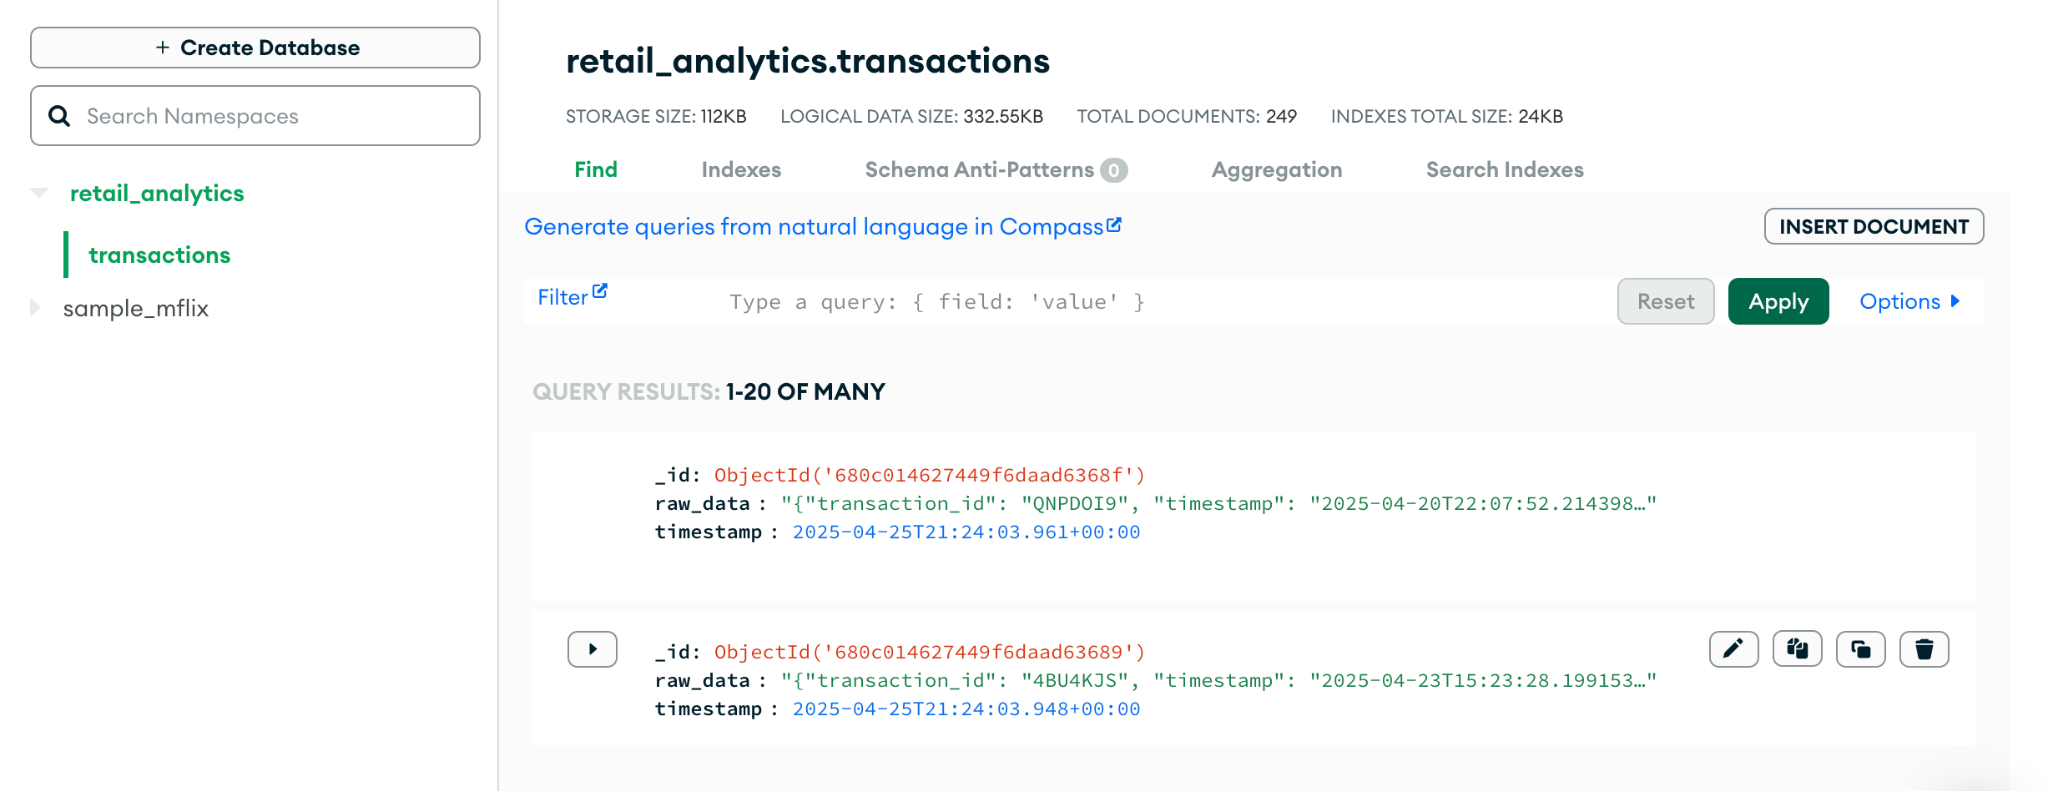 + Create Database
Search Namespaces
retail_analytics
transactions
sample_mflix
retail_analytics.transactions
STORAGE SIZE: 112KB LOGICAL DATA SIZE: 332.55KB TOTAL DOCUMENTS: 249 INDEXES TOTAL SIZE: 24KB
Find Indexes Schema Anti-Patterns 0 Aggregation Search Indexes
Generate queries from natural language in Compass
INSERT DOCUMENT
Filter Type a query: { field: 'value' } Reset Apply Options
QUERY RESULTS: 1-20 OF MANY
_id: ObjectId('680c014627449f6daad6368f')
raw_data : "{"transaction_id": "QNPDOI9", "timestamp": "2025-04-20T22:07:52.214398…"
timestamp : 2025-04-25T21:24:03.961+00:00
_id: ObjectId('680c014627449f6daad63689')
raw_data : "{"transaction_id": "4BU4KJS", "timestamp": "2025-04-23T15:23:28.199153…"
timestamp : 2025-04-25T21:24:03.948+00:00